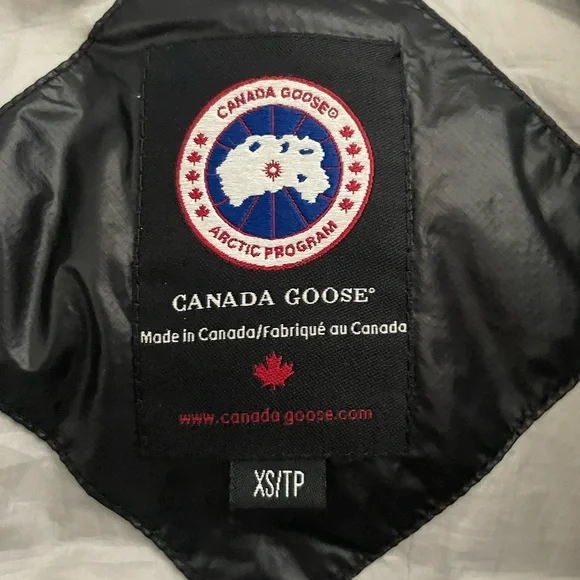 CANADA GOOSE®
ARCTIC PROGRAM
CANADA GOOSE®
Made in Canada/Fabriqué au Canada
www.canada goose.com
XS/TP